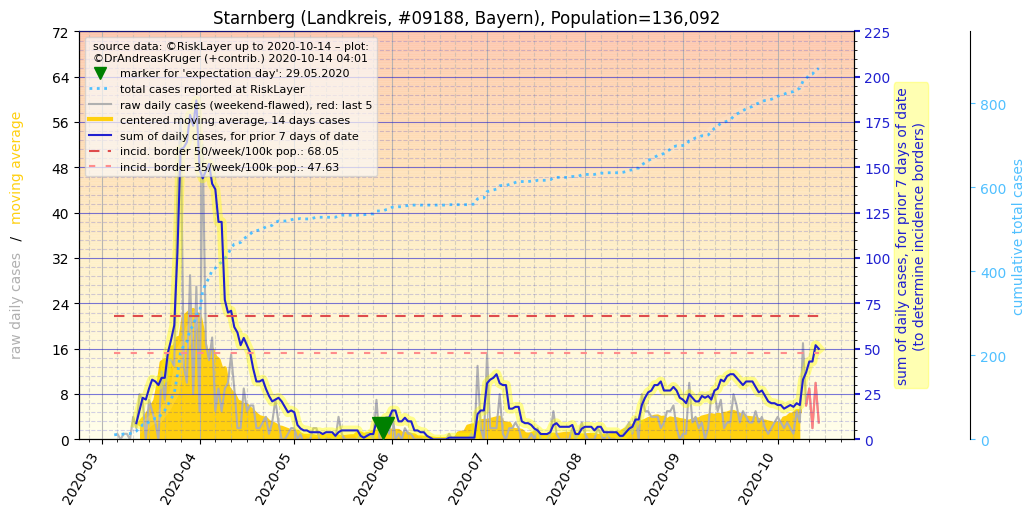 Starnberg (Landkreis, #09188, Bayern), Population=136,092
source data: ©RiskLayer up to 2020-10-14 – plot:
©DrAndreasKruger (+contrib.) 2020-10-14 04:01
marker for 'expectation day': 29.05.2020
total cases reported at RiskLayer
raw daily cases (weekend-flawed), red: last 5
centered moving average, 14 days cases
sum of daily cases, for prior 7 days of date
incid. border 50/week/100k pop.: 68.05
incid. border 35/week/100k pop.: 47.63
raw daily cases / moving average
72
64
56
48
40
32
24
16
8
0
2020-03
2020-04
2020-05
2020-06
2020-07
2020-08
2020-09
2020-10
225
200
175
150
125
100
75
50
25
0
sum of daily cases, for prior 7 days of date
(to determine incidence borders)
800
600
400
200
0
cumulative total cases